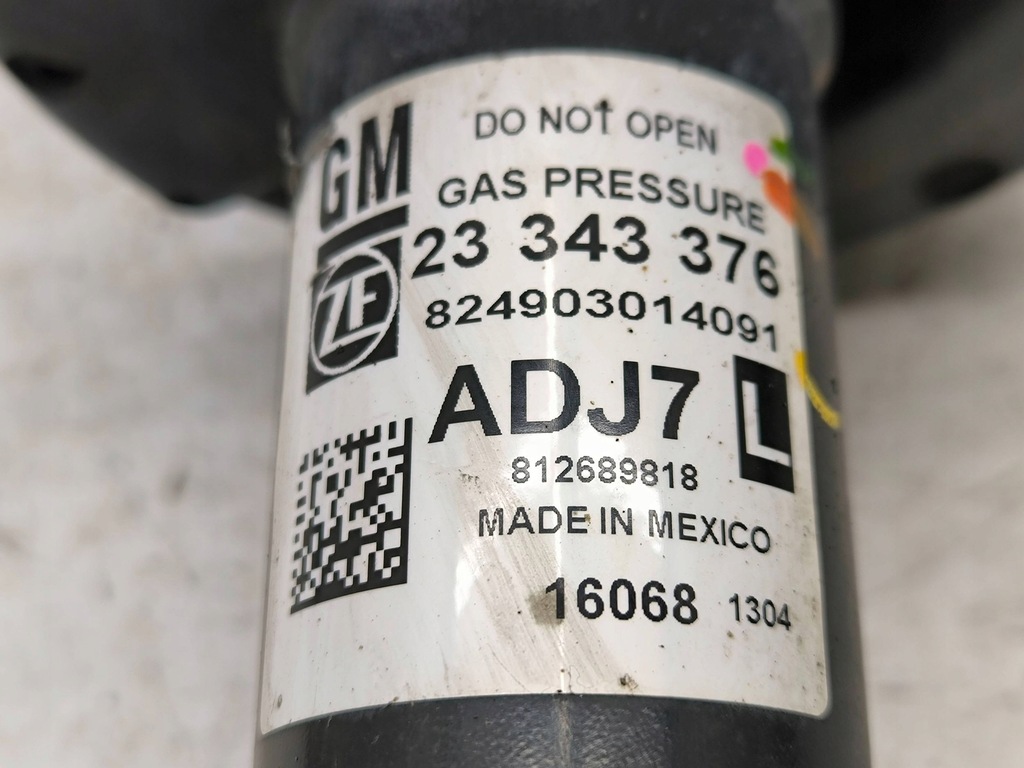 GM
DO NOT OPEN
GAS PRESSURE
23 343 376
ZF
824903014091
ADJ7 L
812689818
MADE IN MEXICO
16068 1304